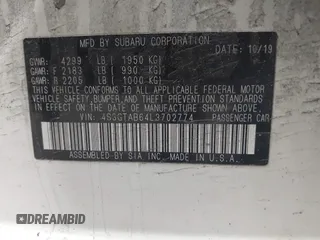 MFD BY SUBARU CORPORATION DATE: 10/19
GVWR: 4299 LB ( 1950 KG)
GAWR: F 2183 LB ( 930 KG)
GAWR: R 2205 LB ( 1000 KG)
THIS VEHICLE CONFORMS TO ALL APPLICABLE FEDERAL MOTOR
VEHICLE SAFETY, BUMPER, AND THEFT PREVENTION STANDARDS
IN EFFECT ON THE DATE OF MANUFACTURE SHOWN ABOVE.
VIN: 4S3GTAB64L3702774 PASSENGER CAR
ASSEMBLED BY SIA INC. MADE IN U.S.A.
DREAMBID